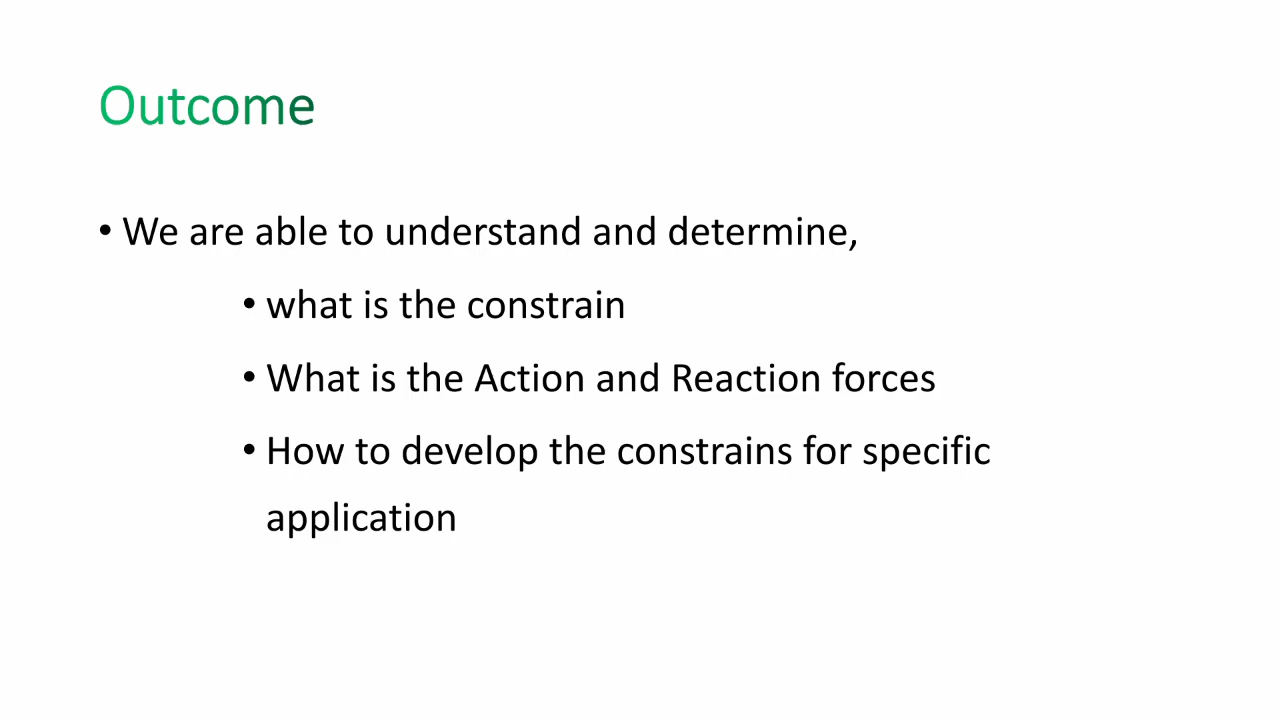 Outcome
• We are able to understand and determine,
• what is the constrain
• What is the Action and Reaction forces
• How to develop the constrains for specific
application